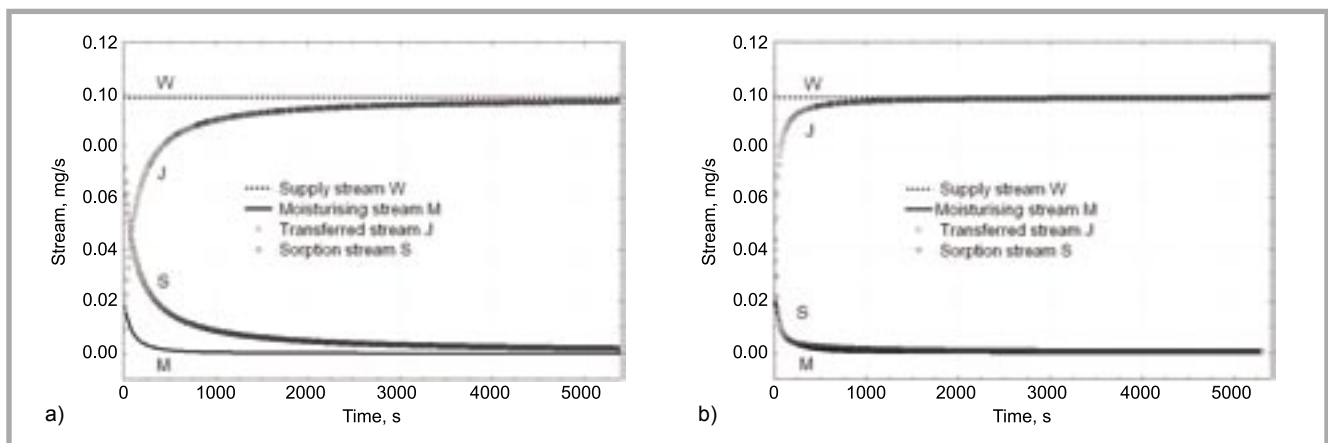 0.12
W
0.10
0.00
J
0.06
Supply stream W
Moisturising stream M
Transferred stream J
Sorption stream S
0.04
S
0.02
0.00
M
0
1000
2000
3000
4000
5000
Stream, mg/s
Time, s
a)
0.12
W
0.10
J
0.00
0.06
Supply stream W
Moisturising stream M
Transferred stream J
Sorption stream S
0.04
0.02
S
0.00
M
0
1000
2000
3000
4000
5000
Stream, mg/s
Time, s
b)